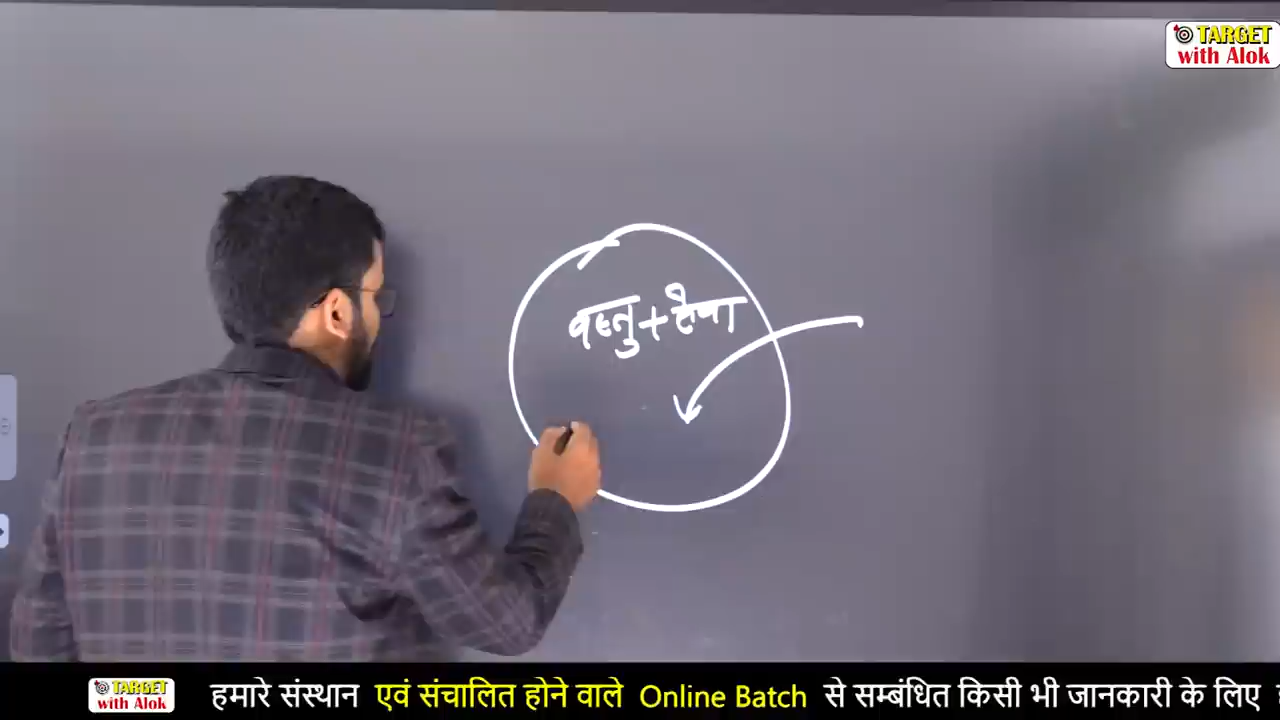 TARGET
with Alok
वस्तु + सेवा
TARGET
with Alok
हमारे संस्थान एवं संचालित होने वाले Online Batch से सम्बंधित किसी भी जानकारी के लिए